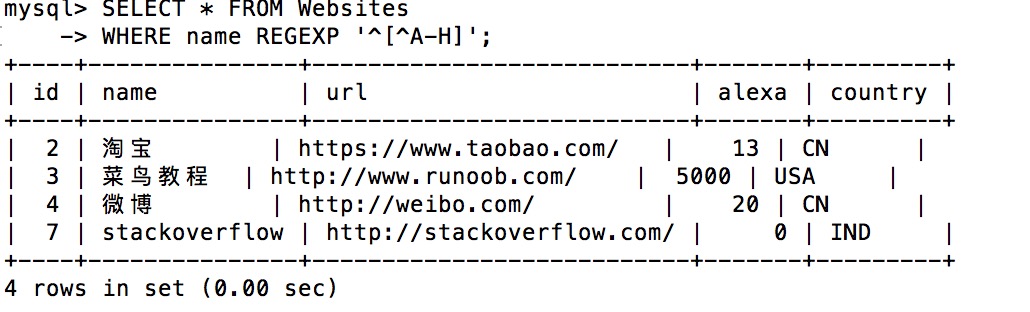 mysql> SELECT * FROM Websites
    -> WHERE name REGEXP '^[^A-H]';
+----+---------------+---------------------------+-------+---------+
| id | name          | url                       | alexa | country |
+----+---------------+---------------------------+-------+---------+
|  2 | 淘宝          | https://www.taobao.com/   |    13 | CN      |
|  3 | 菜鸟教程  | http://www.runoob.com/    |  5000 | USA     |
|  4 | 微博          | http://weibo.com/         |    20 | CN      |
|  7 | stackoverflow | http://stackoverflow.com/ |     0 | IND     |
+----+---------------+---------------------------+-------+---------+
4 rows in set (0.00 sec)